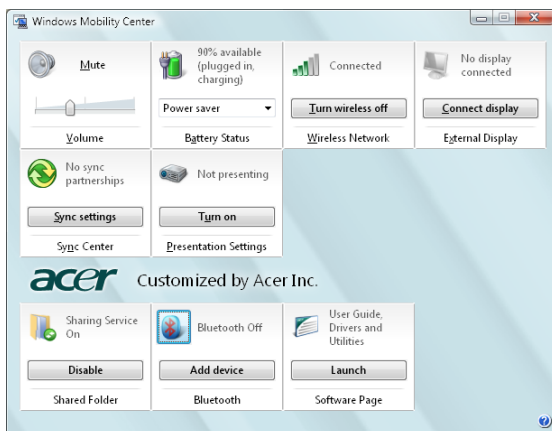 Windows Mobility Center
Mute
Volume
90% available
(plugged in,
charging)
Power saver
Battery Status
Connected
Turn wireless off
Wireless Network
No display
connected
Connect display
External Display
No sync
partnerships
Sync settings
Sync Center
Not presenting
Turn on
Presentation Settings
acer Customized by Acer Inc.
Sharing Service
On
Disable
Shared Folder
Bluetooth Off
Add device
Bluetooth
User Guide,
Drivers and
Utilities
Launch
Software Page